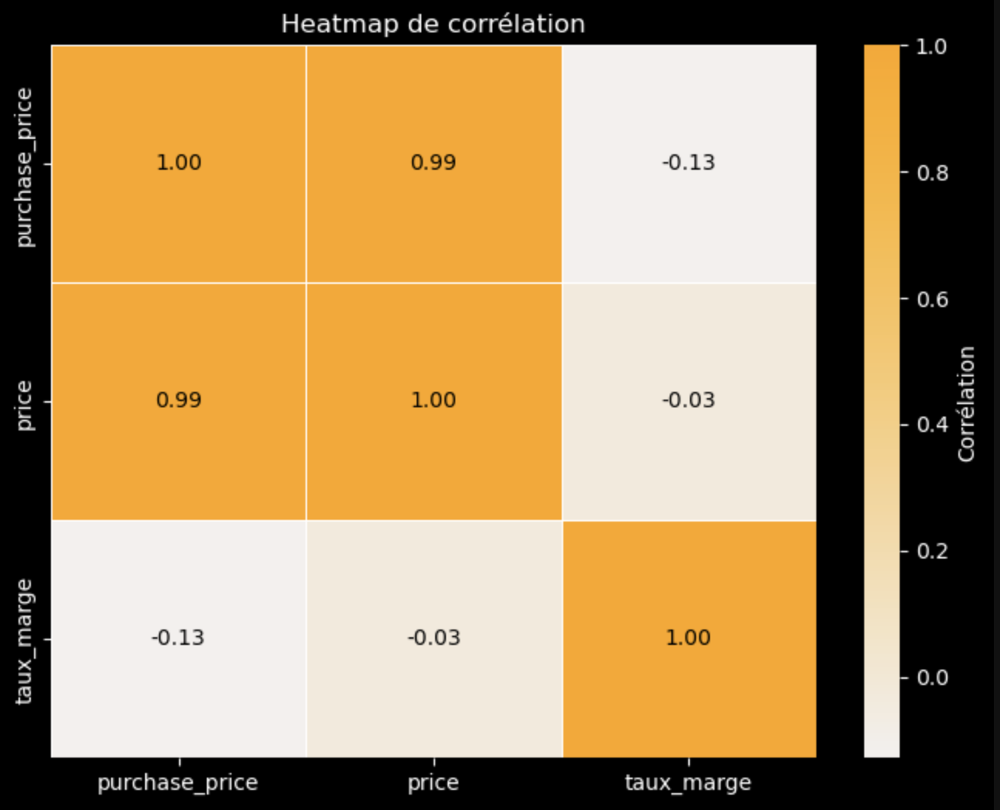 Heatmap de corrélation
purchase_price
1.00
0.99
-0.13
price
0.99
1.00
-0.03
taux_marge
-0.13
-0.03
1.00
purchase_price
price
taux_marge
1.0
0.8
0.6
0.4
0.2
0.0
Corrélation